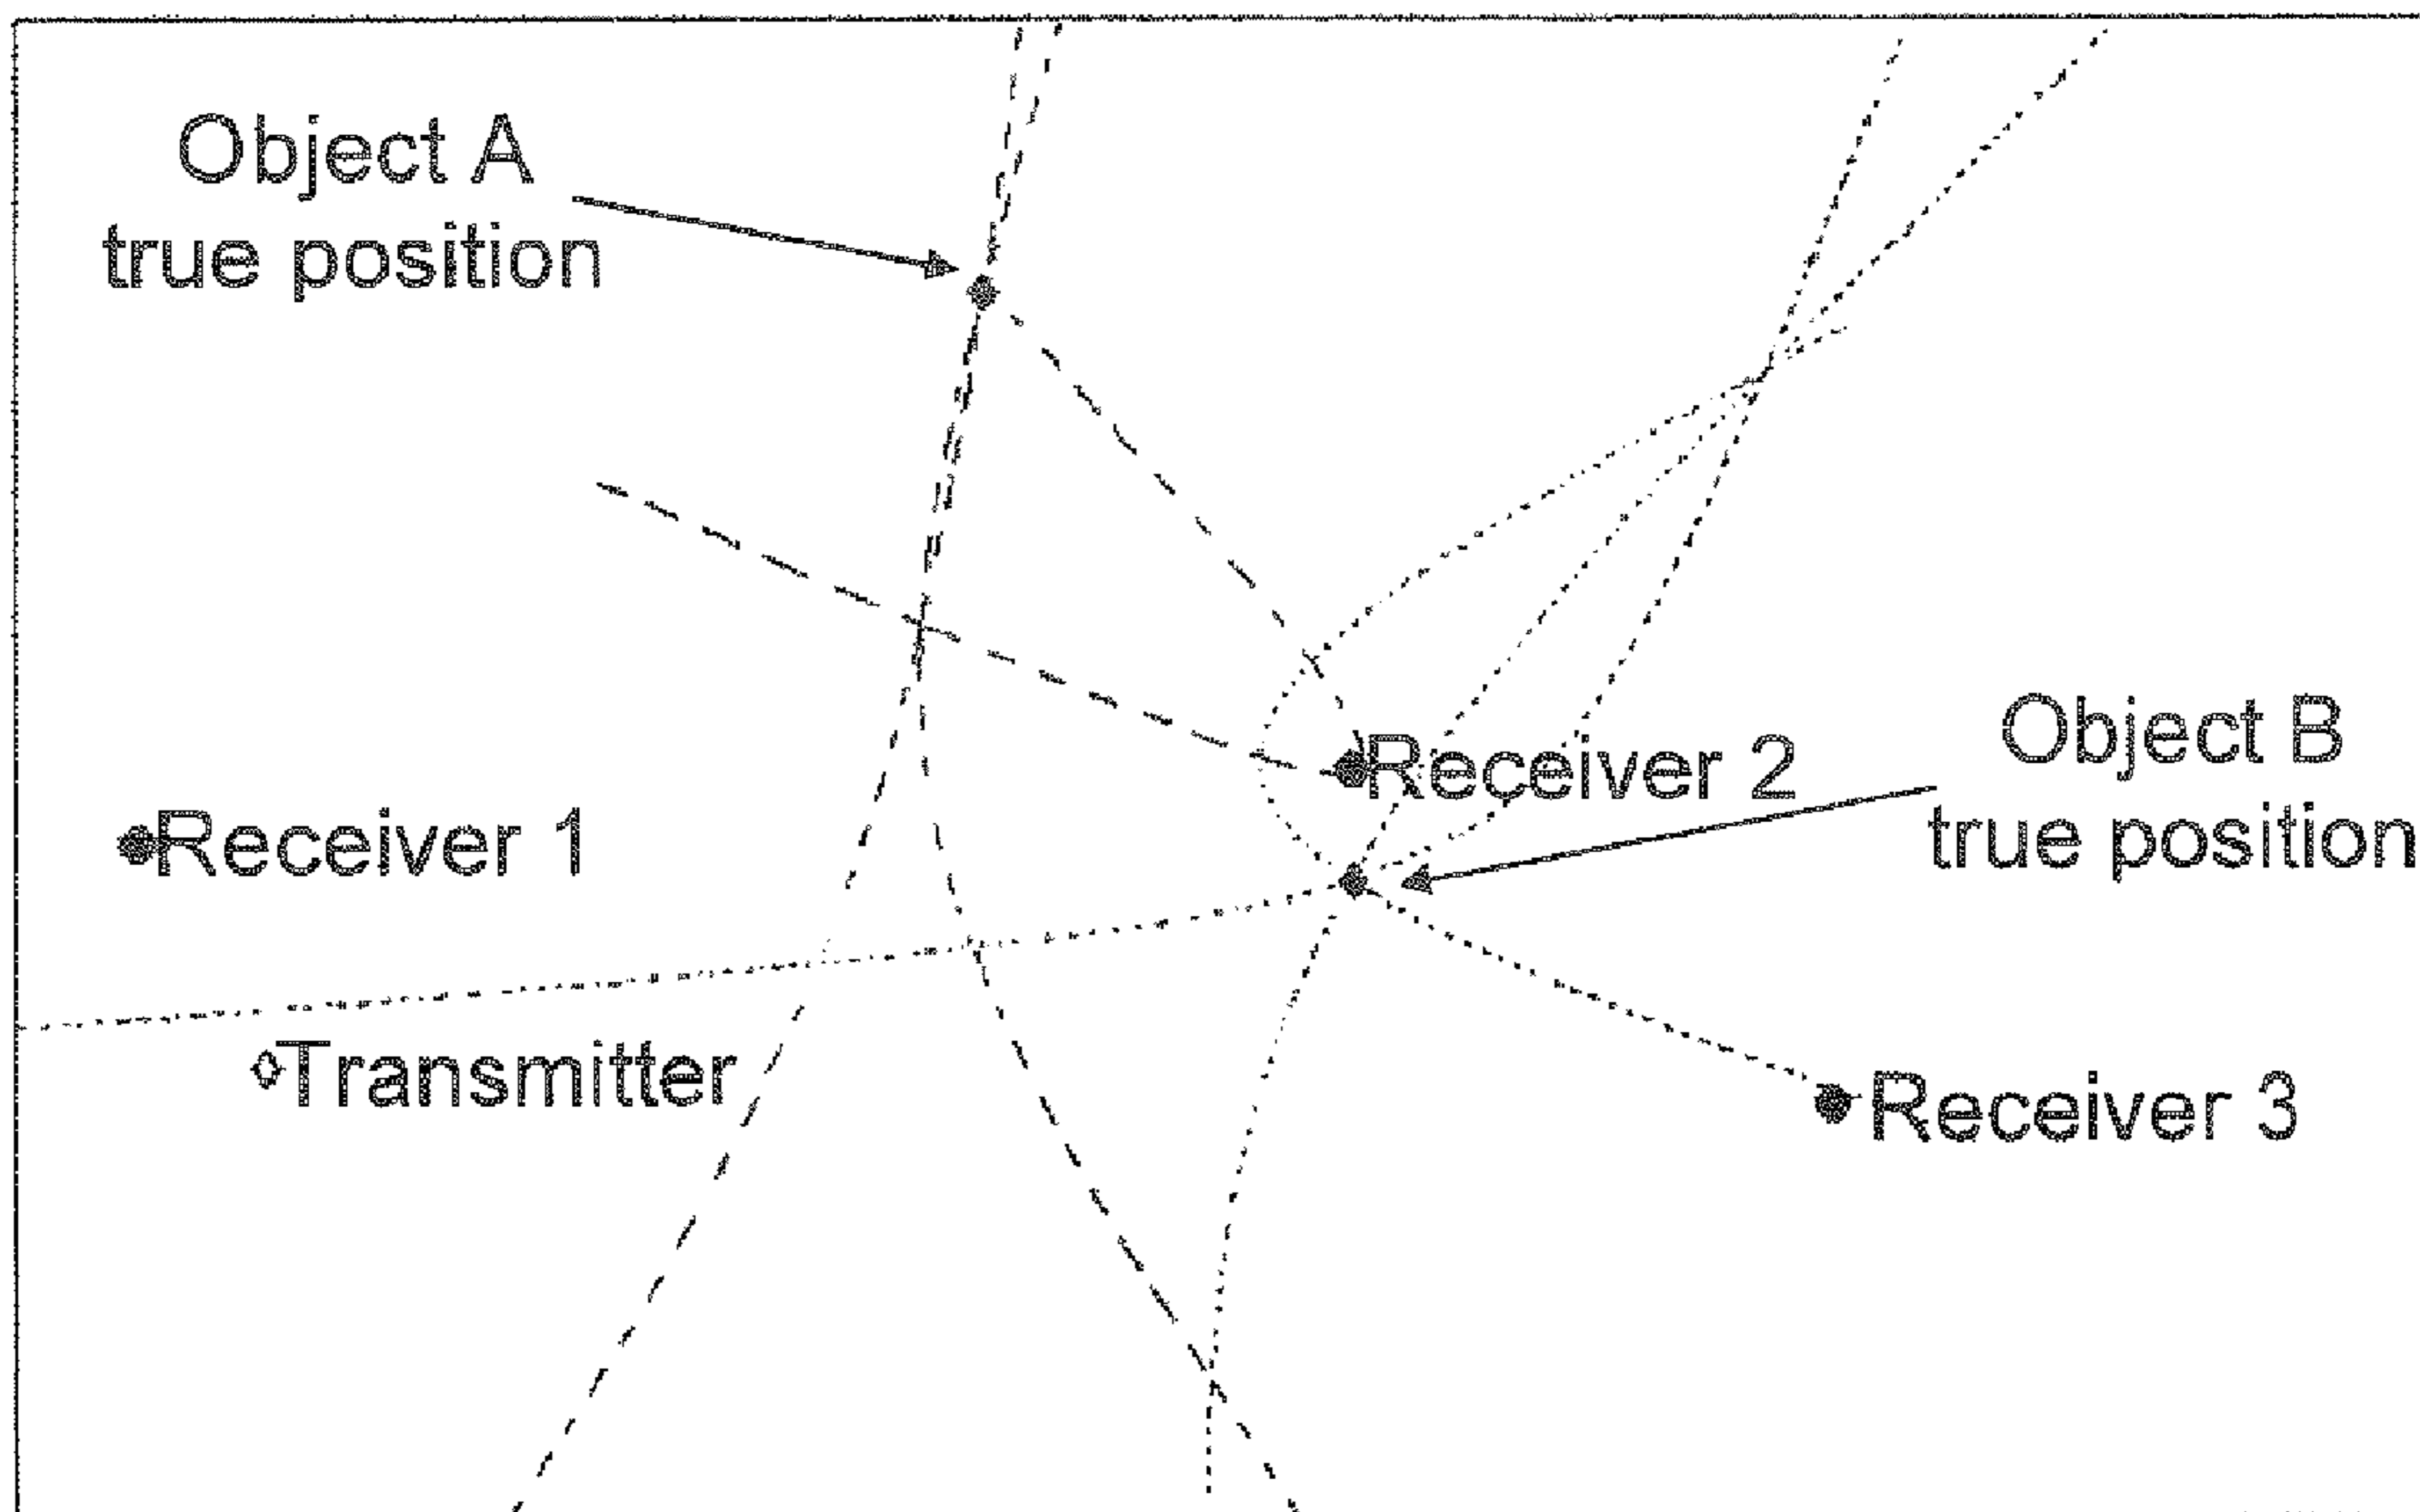 Object A
true position
Receiver 2
Object B
true position
Receiver 1
Transmitter
Receiver 3